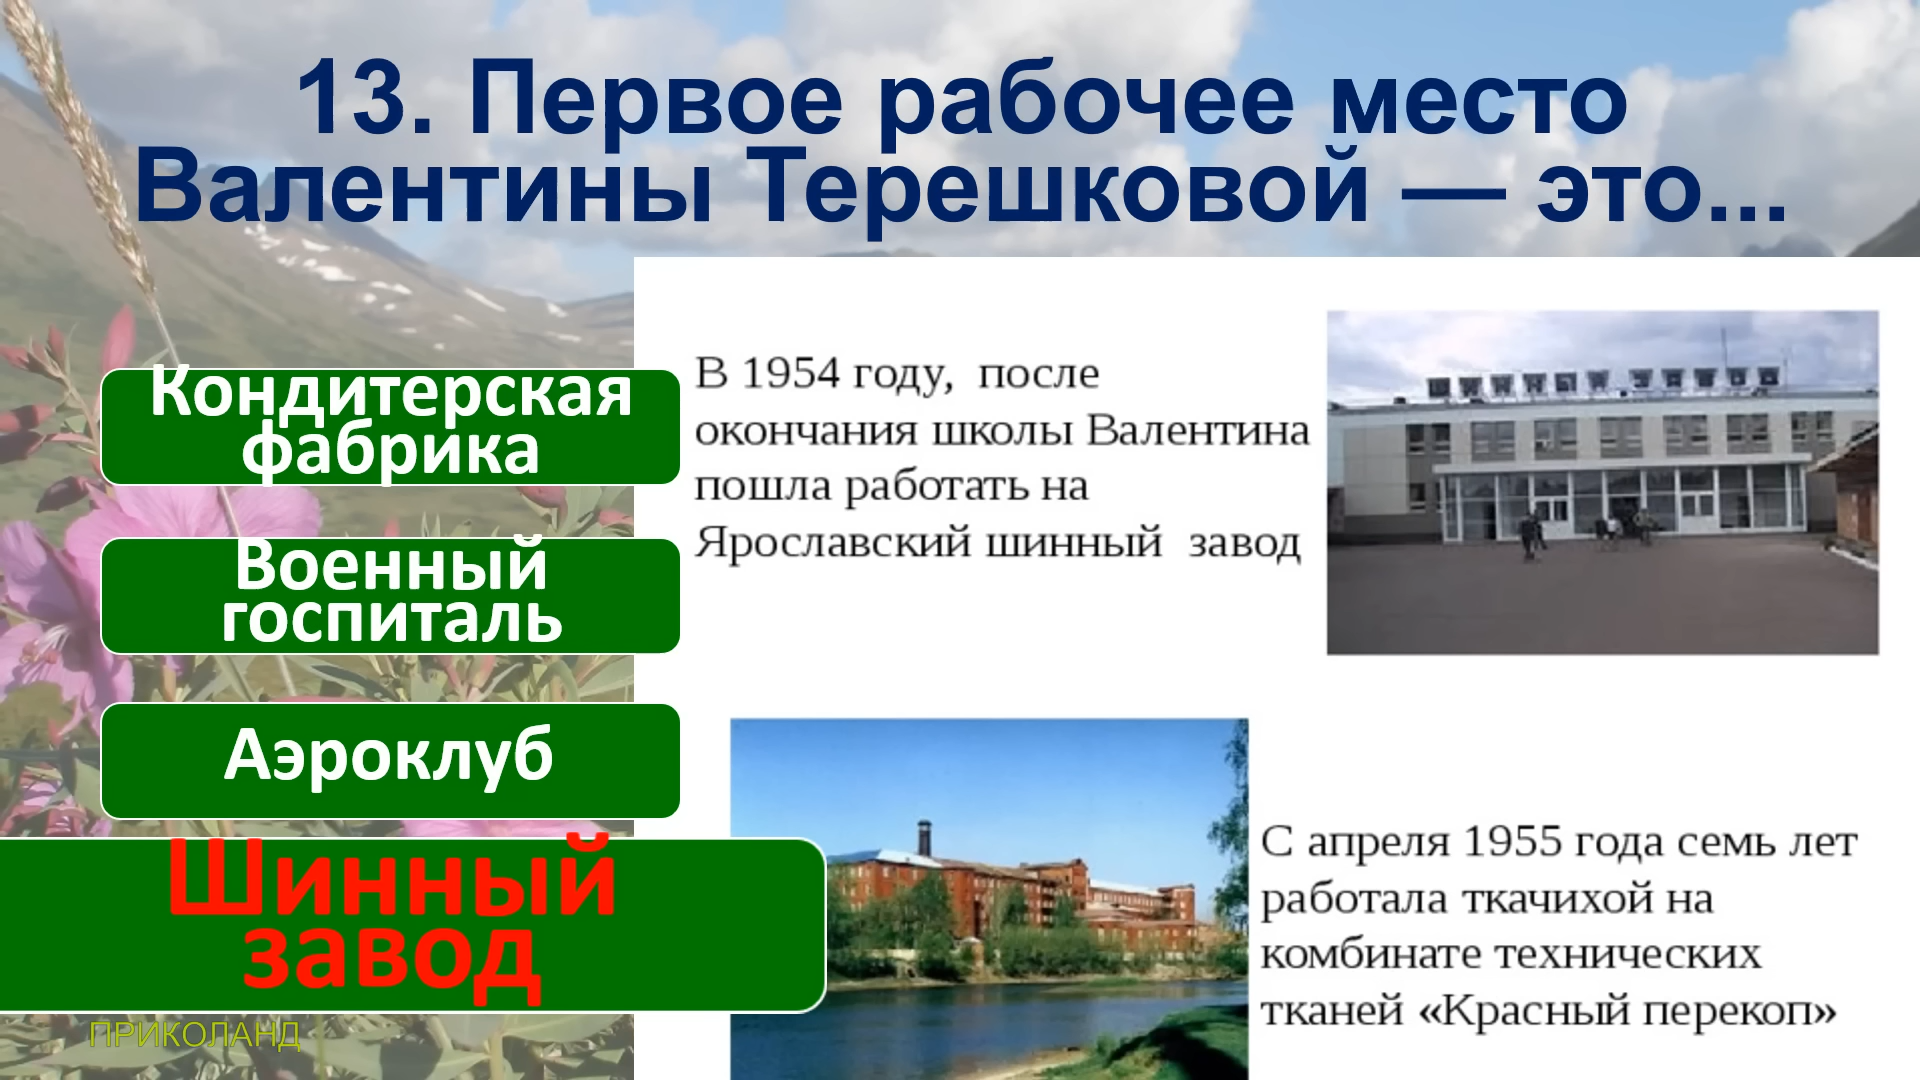 13. Первое рабочее место
Валентины Терешковой — это...
Кондитерская
фабрика
Военный
госпиталь
Аэроклуб
Шинный
завод
В 1954 году, после
окончания школы Валентина
пошла работать на
Ярославский шинный завод
С апреля 1955 года семь лет
работала ткачихой на
комбинате технических
тканей «Красный перекоп»
ПРИКОЛАНД